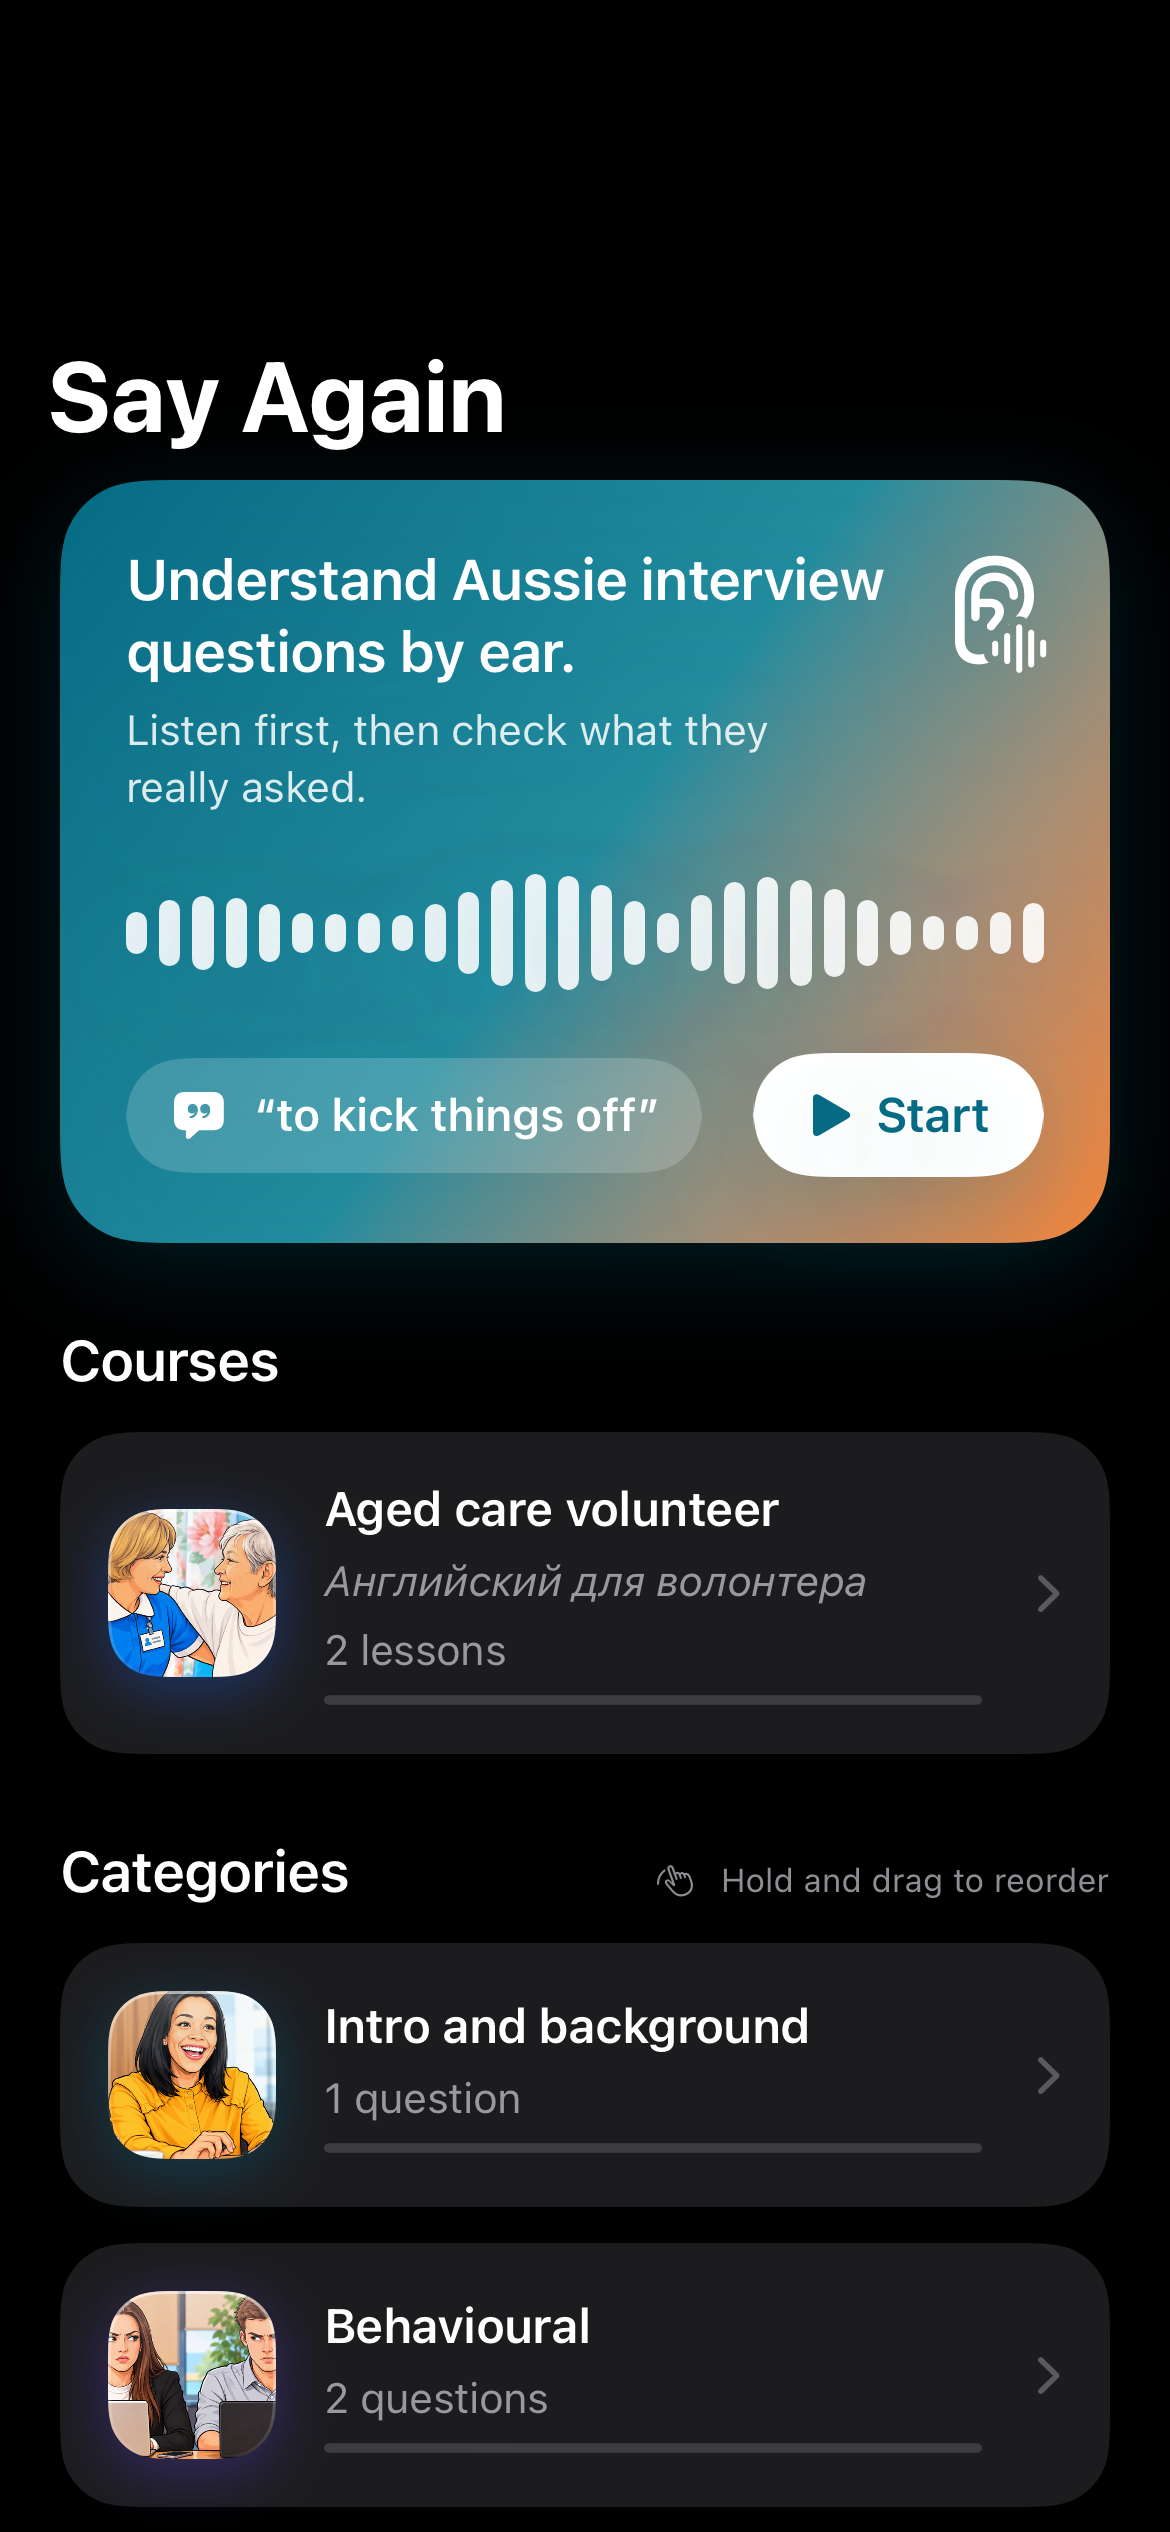 Say Again
Understand Aussie interview
questions by ear.
Listen first, then check what they
really asked.
“to kick things off”
Start
Courses
Aged care volunteer
Английский для волонтера
2 lessons
Categories
Hold and drag to reorder
Intro and background
1 question
Behavioural
2 questions